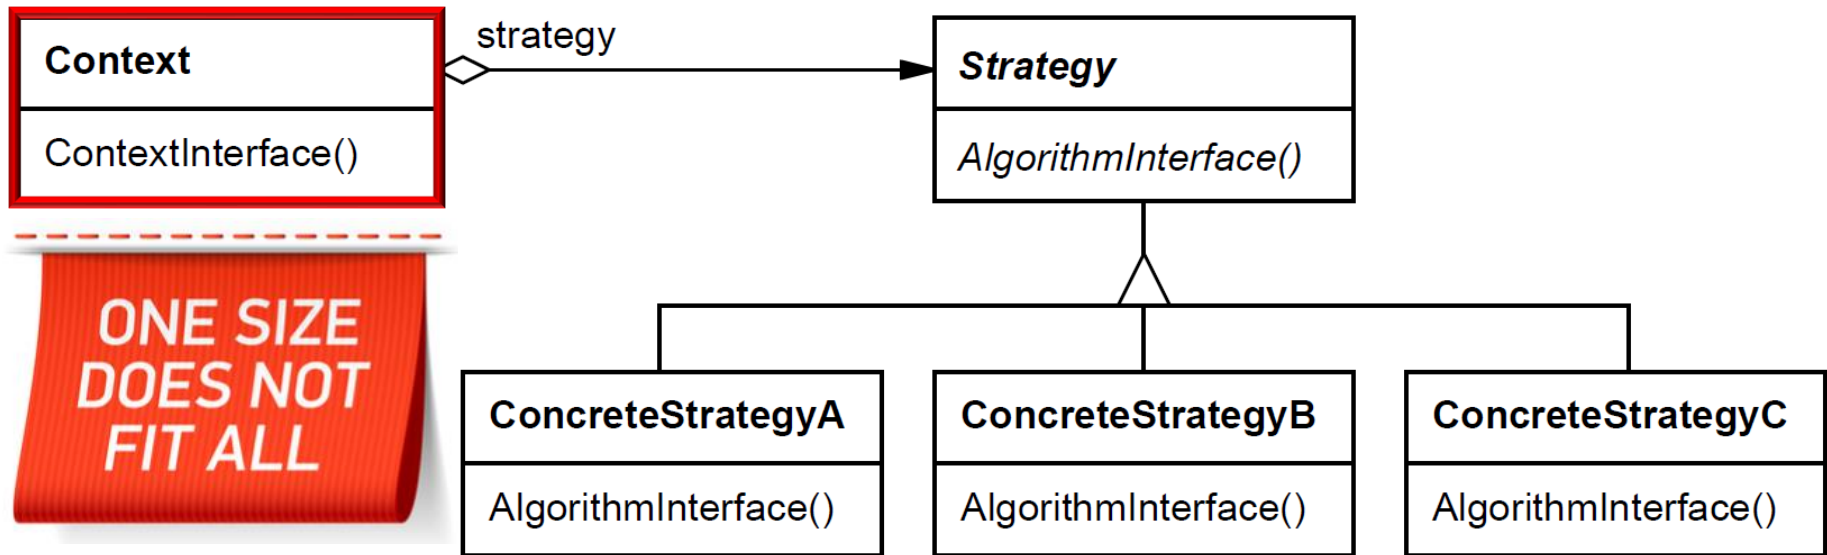 Context
ContextInterface()
strategy
Strategy
AlgorithmInterface()
ONE SIZE
DOES NOT
FIT ALL
ConcreteStrategyA
AlgorithmInterface()
ConcreteStrategyB
AlgorithmInterface()
ConcreteStrategyC
AlgorithmInterface()